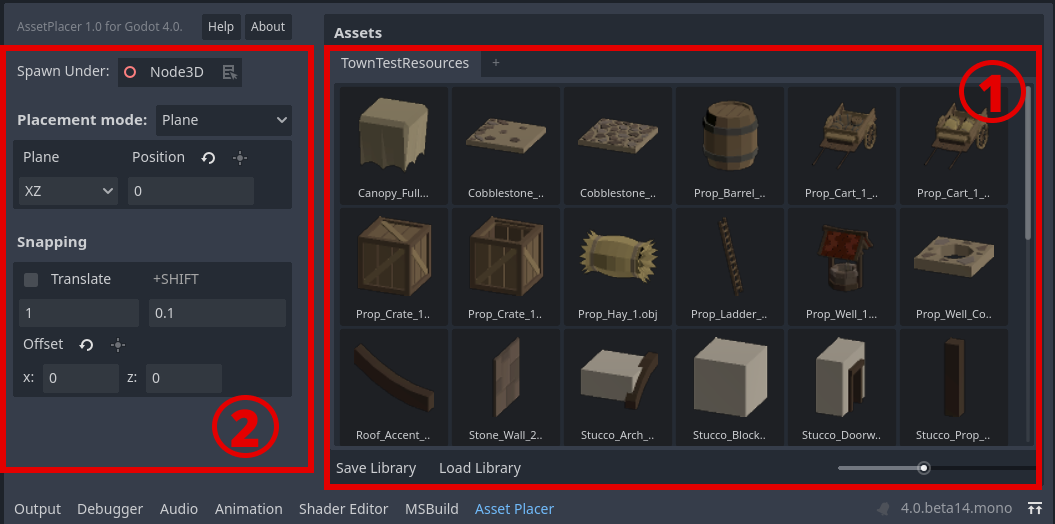 AssetPlacer 1.0 for Godot 4.0.
Help
About
Spawn Under:
Node3D
Placement mode:
Plane
Plane
Position
XZ
0
Snapping
Translate
+SHIFT
1
0.1
Offset
x:
0
z:
0
2
Assets
TownTestResources
+
1
Canopy_Full...
Cobblestone_..
Cobblestone_..
Prop_Barrel_..
Prop_Cart_1_..
Prop_Cart_1_..
Prop_Crate_1..
Prop_Crate_1..
Prop_Hay_1.obj
Prop_Ladder_..
Prop_Well_1...
Prop_Well_Co..
Roof_Accent_..
Stone_Wall_2..
Stucco_Arch_..
Stucco_Block..
Stucco_Doorw..
Stucco_Prop_..
Save Library
Load Library
Output
Debugger
Audio
Animation
Shader Editor
MSBuild
Asset Placer
4.0.beta14.mono